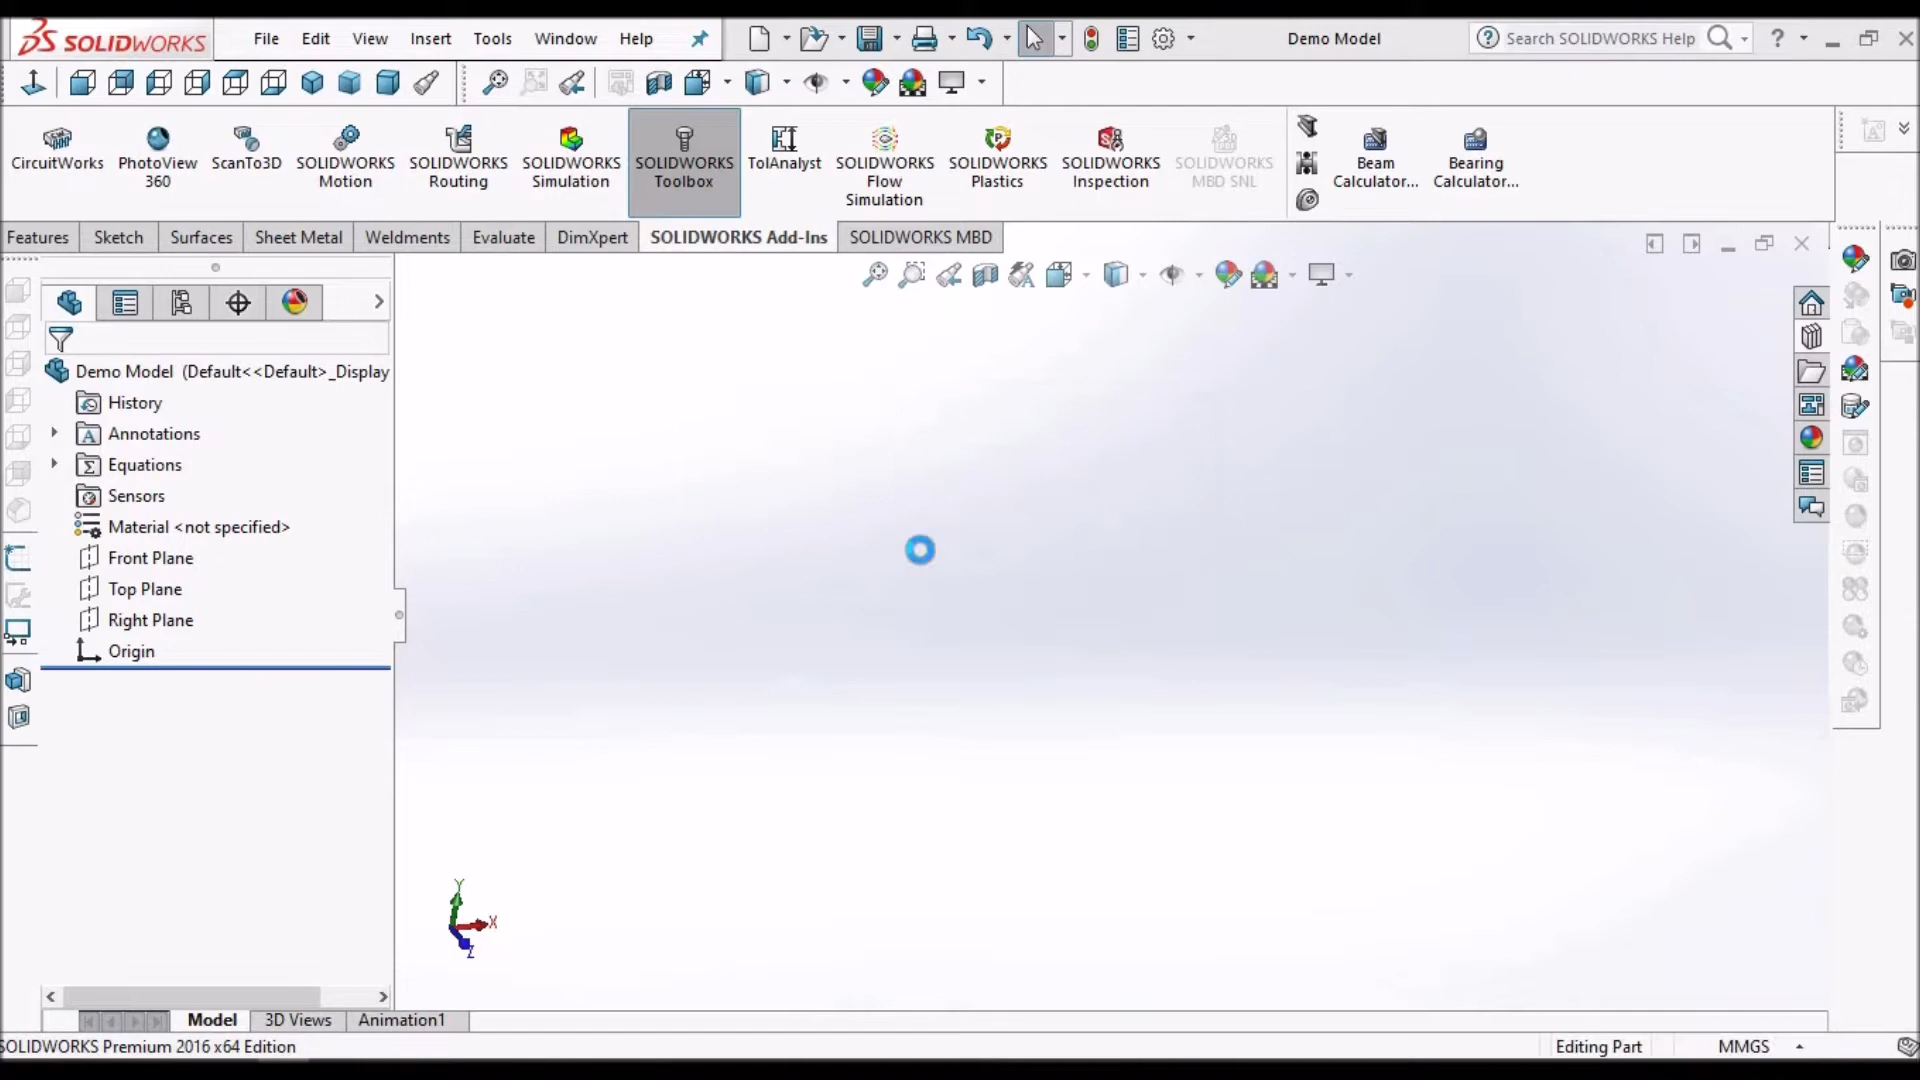 SOLIDWORKS File Edit View Insert Tools Window Help Demo Model Search SOLIDWORKS Help ?
CircuitWorks
PhotoView
360
ScanTo3D
SOLIDWORKS
Motion
SOLIDWORKS
Routing
SOLIDWORKS
Simulation
SOLIDWORKS
Toolbox
TolAnalyst
SOLIDWORKS
Flow
Simulation
SOLIDWORKS
Plastics
SOLIDWORKS
Inspection
SOLIDWORKS
MBD SNL
Beam
Calculator...
Bearing
Calculator...
Features Sketch Surfaces Sheet Metal Weldments Evaluate DimXpert SOLIDWORKS Add-Ins SOLIDWORKS MBD
Demo Model (Default<<Default>_Display
History
Annotations
Equations
Sensors
Material <not specified>
Front Plane
Top Plane
Right Plane
Origin
Y
X
Z
Model 3D Views Animation1
SOLIDWORKS Premium 2016 x64 Edition Editing Part MMGS